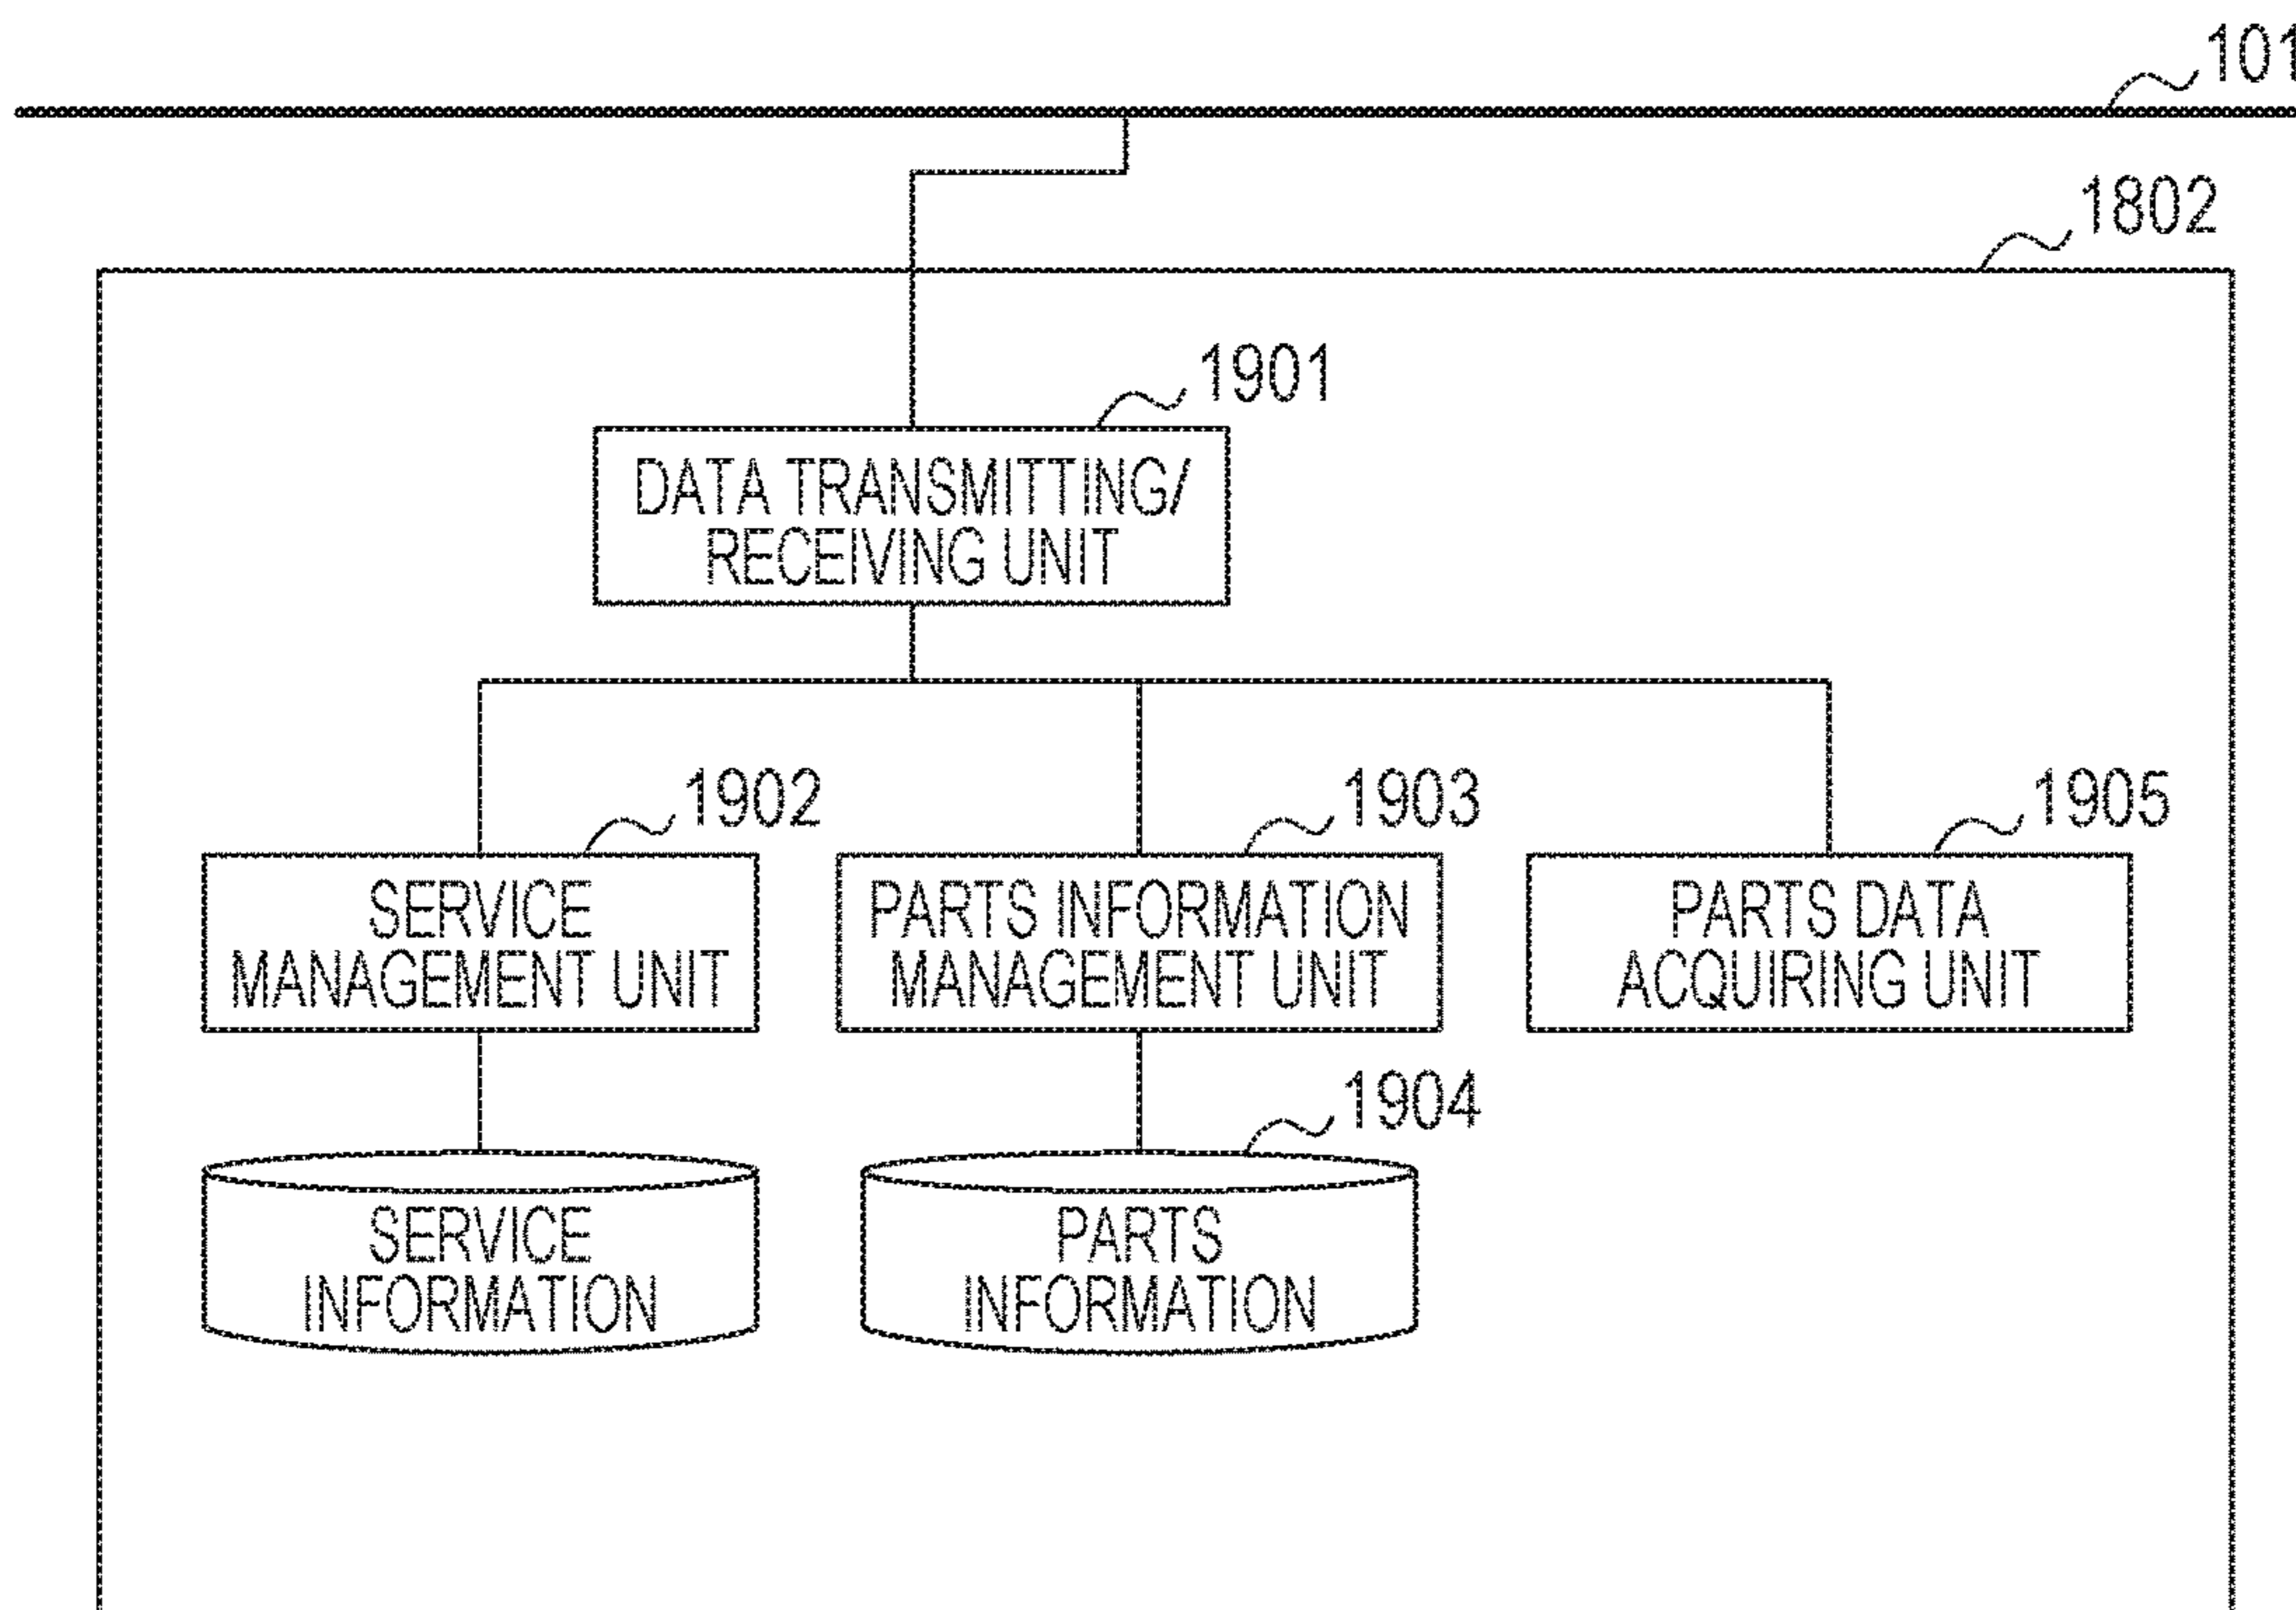 101
1802
1901
DATA TRANSMITTING/
RECEIVING UNIT
1902
1903
1905
SERVICE
MANAGEMENT UNIT
PARTS INFORMATION
MANAGEMENT UNIT
PARTS DATA
ACQUIRING UNIT
1904
SERVICE
INFORMATION
PARTS
INFORMATION